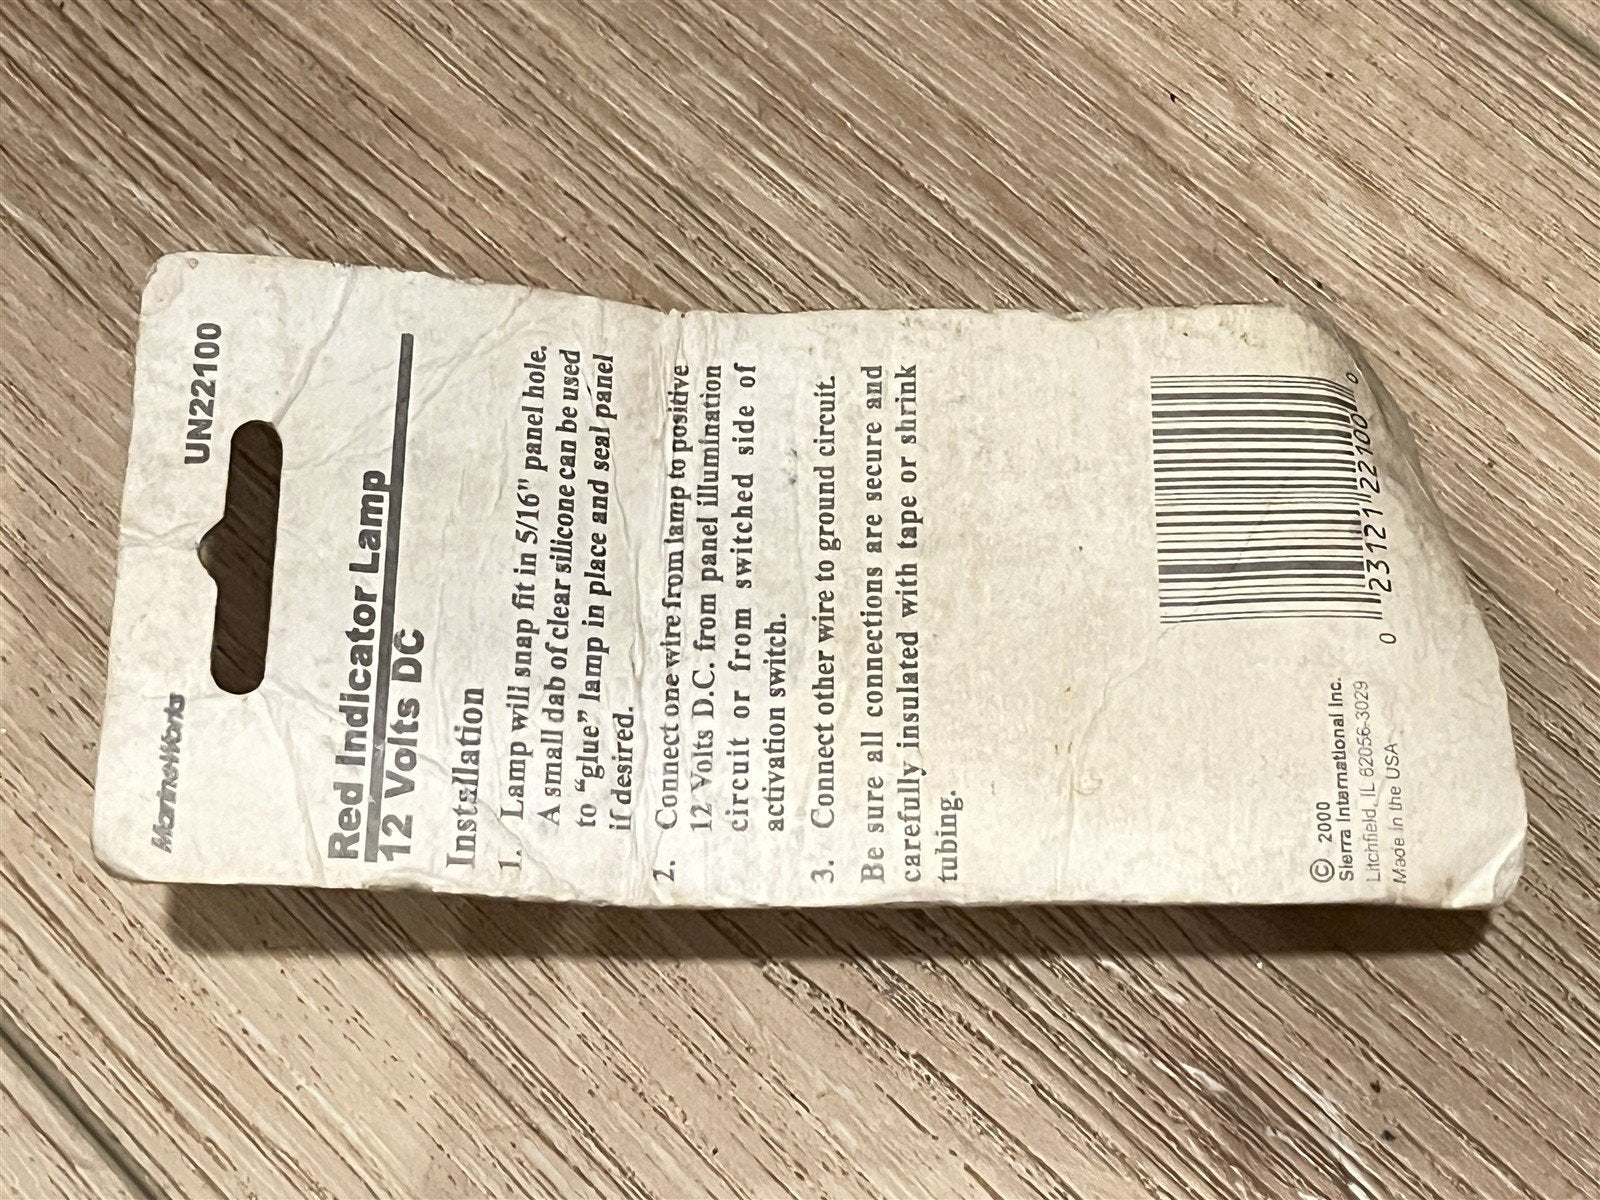 MarineWorks UN22100
Red Indicator Lamp
12 Volts DC
Installation
1. Lamp will snap fit in 5/16" panel hole.
A small dab of clear silicone can be used
to “glue” lamp in place and seal panel
if desired.
2. Connect one wire from lamp to positive
12 Volts D.C. from panel illumination
circuit or from switched side of
activation switch.
3. Connect other wire to ground circuit.
Be sure all connections are secure and
carefully insulated with tape or shrink
tubing.
© 2000
Sierra International Inc.
Litchfield, IL 62056-3029
Made in the USA
0 23121 22100 0